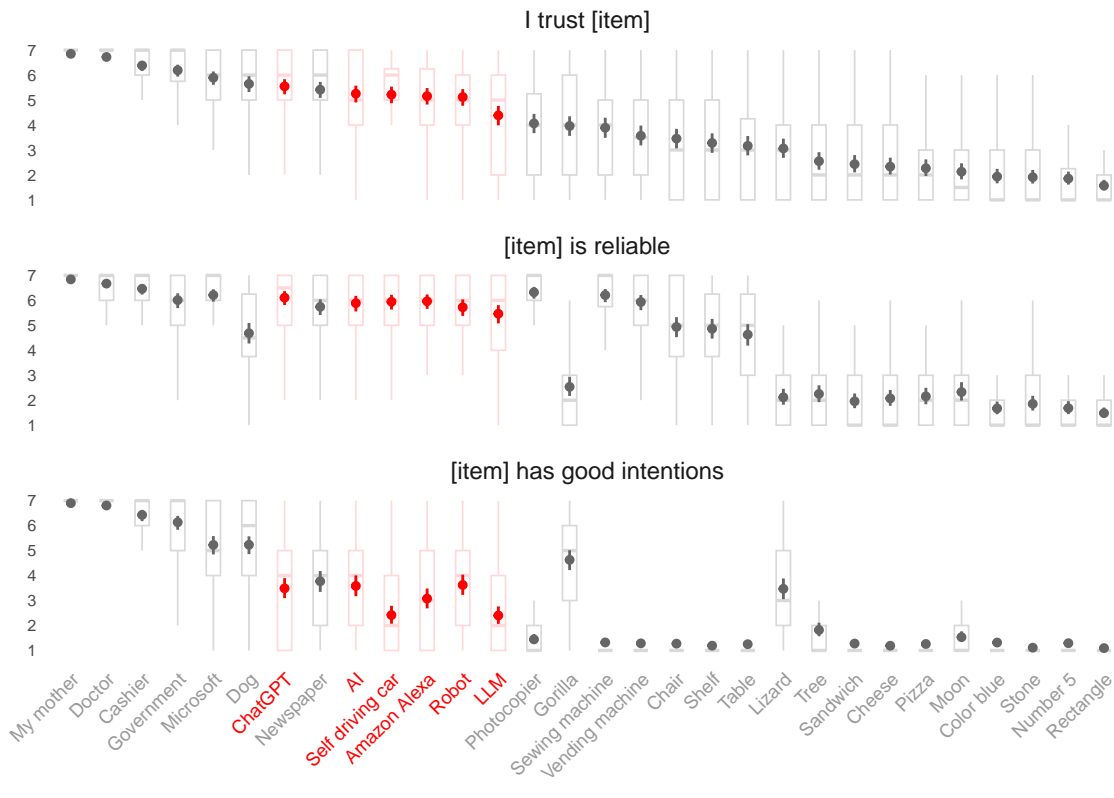 I trust [item]
7
6
5
4
3
2
1
[item] is reliable
7
6
5
4
3
2
1
[item] has good intentions
7
6
5
4
3
2
1
My mother
Doctor
Cashier
Government
Microsoft
Dog
ChatGPT
Newspaper
AI
Self driving car
Amazon Alexa
Robot
LLM
Photocopier
Gorilla
Sewing machine
Vending machine
Chair
Shelf
Table
Lizard
Tree
Sandwich
Cheese
Pizza
Moon
Color blue
Stone
Number 5
Rectangle